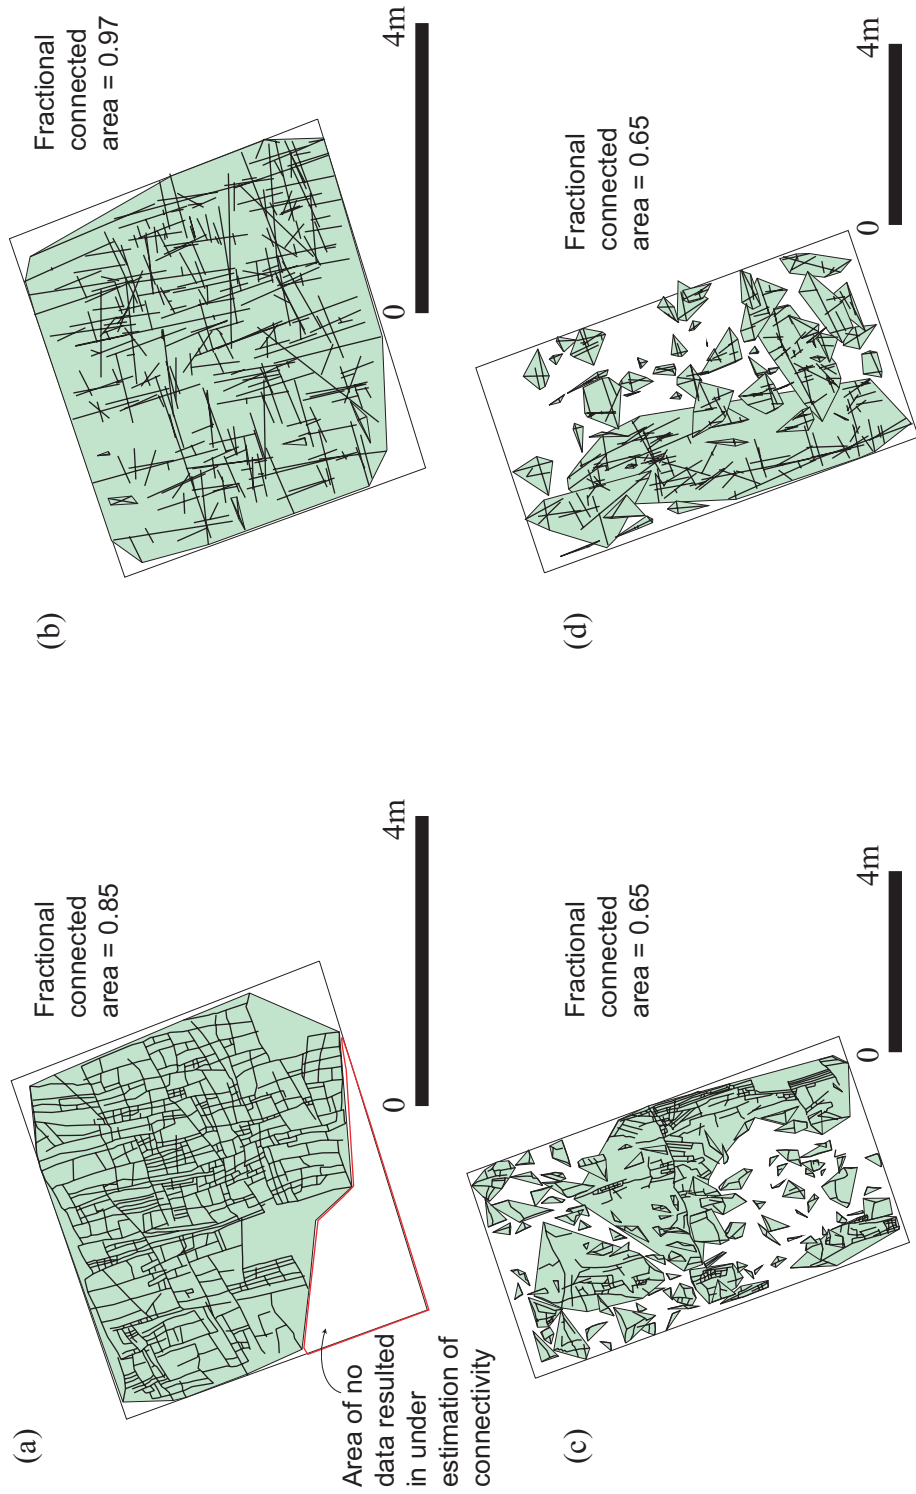 (a)
Fractional
connected
area = 0.85
Area of no
data resulted
in under
estimation of
connectivity
0
4m
(b)
Fractional
connected
area = 0.97
0
4m
(c)
Fractional
connected
area = 0.65
0
4m
(d)
Fractional
connected
area = 0.65
0
4m